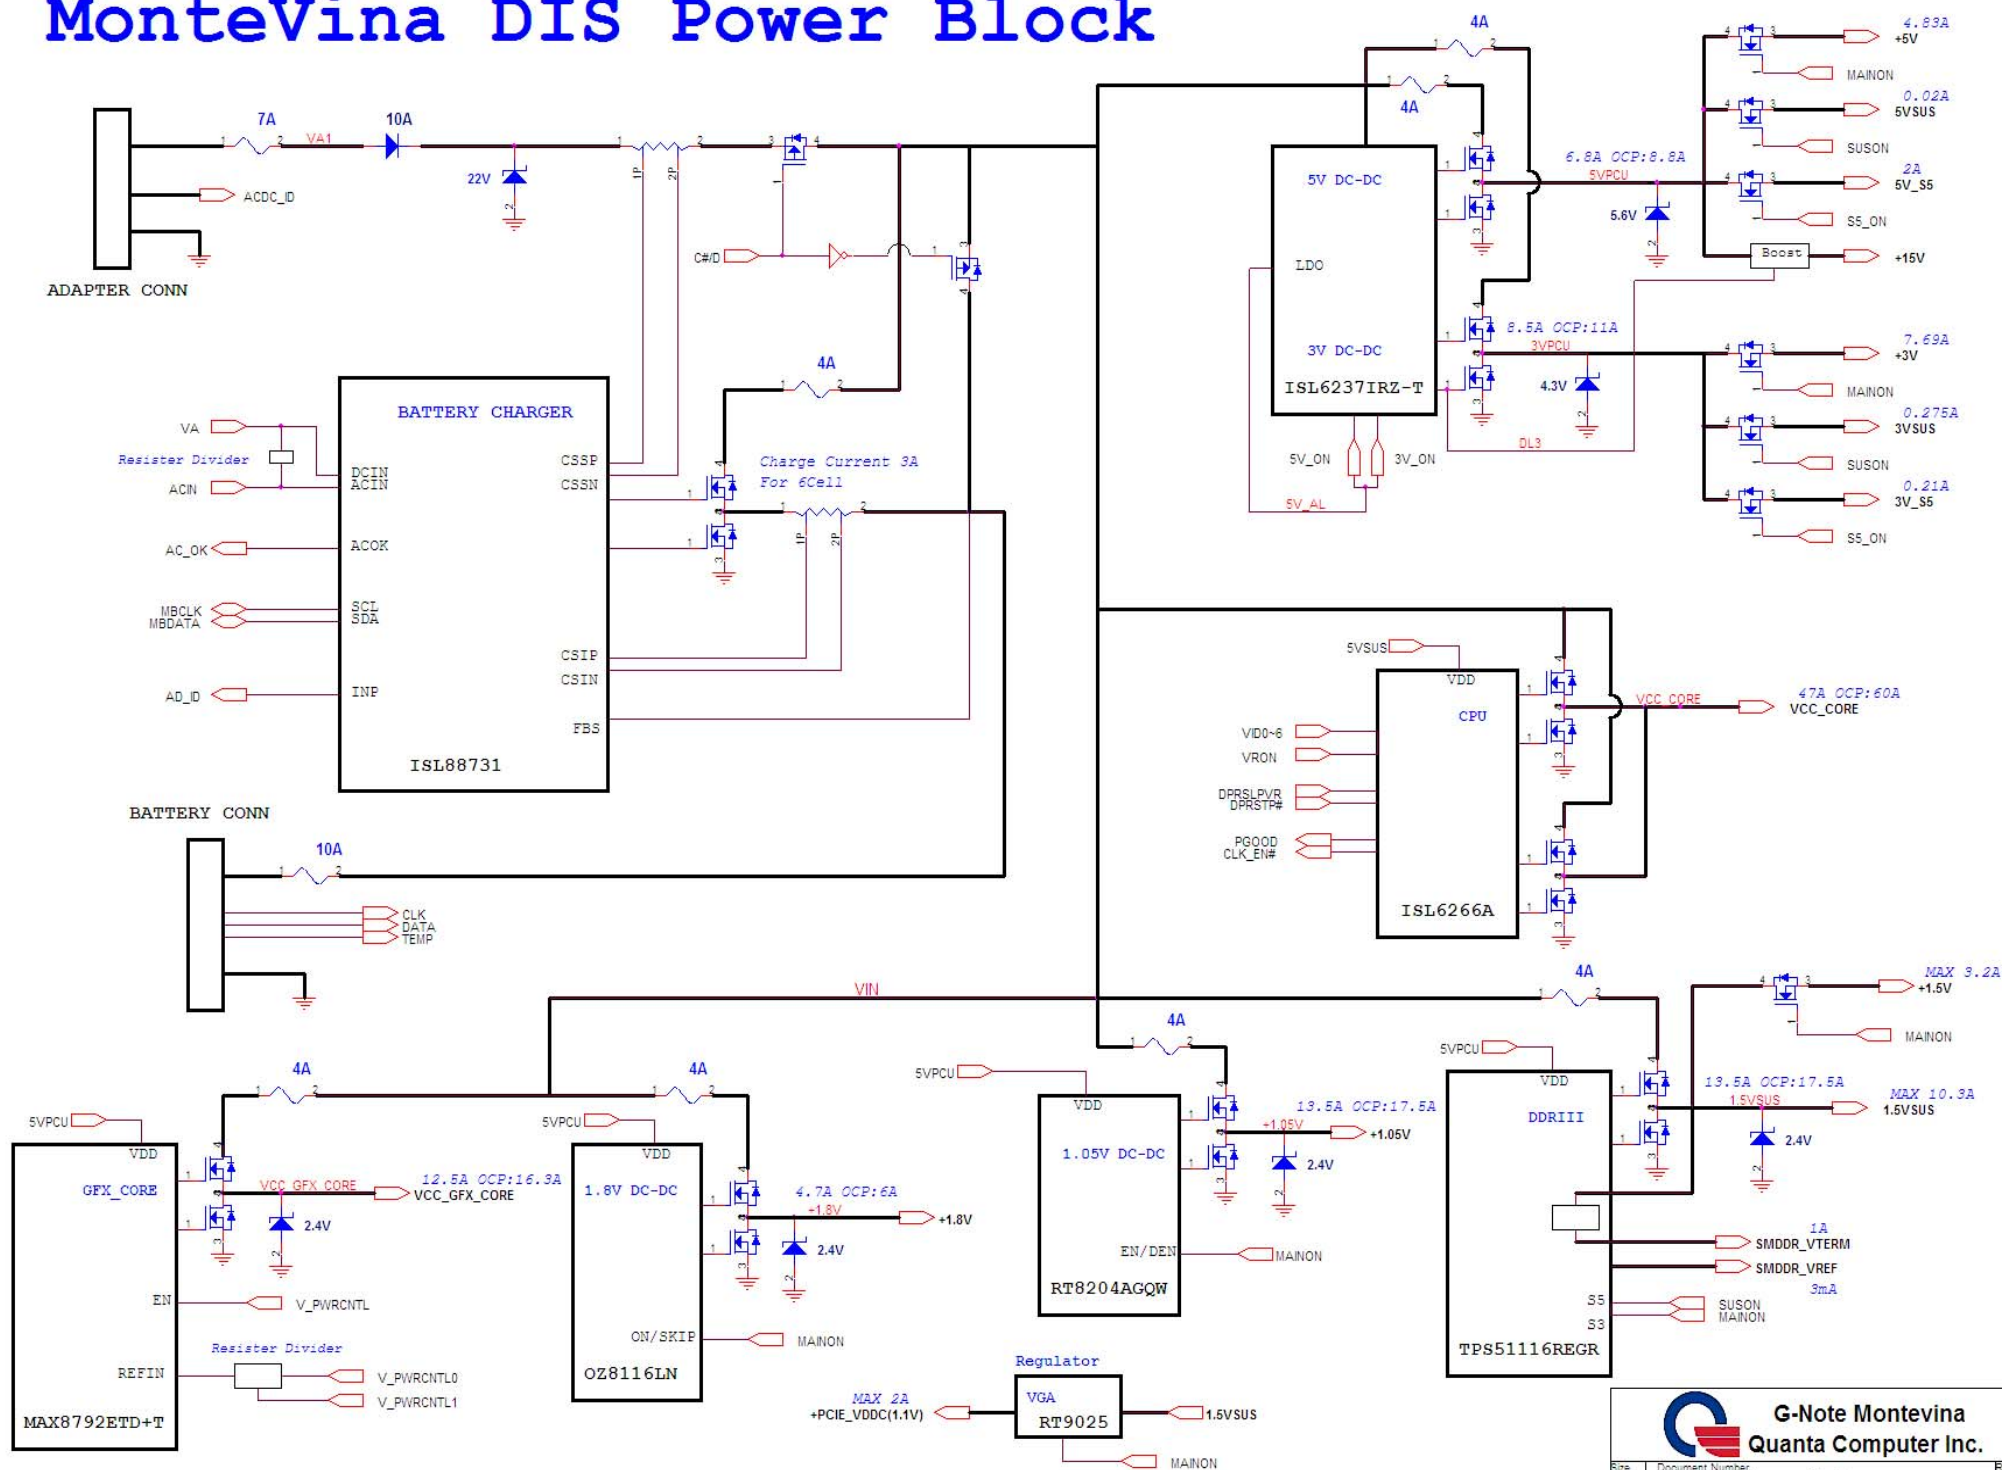 MonteVina DIS Power Block
4A
4.83A
+5V
MAINON
4A
0.02A
5VSUS
SUSON
7A
VA1
10A
22V
ACDC_ID
ADAPTER CONN
1P
2P
C#/D
5V DC-DC
LDO
3V DC-DC
ISL6237IRZ-T
6.8A OCP:8.8A
5VPCU
5.6V
2A
5V_S5
S5_ON
Boost
+15V
8.5A OCP:11A
3VPCU
4.3V
DL3
5V_ON
3V_ON
5V_AL
7.69A
+3V
MAINON
0.275A
3VSUS
SUSON
0.21A
3V_S5
S5_ON
4A
BATTERY CHARGER
VA
Resister Divider
ACIN
DCIN
ACIN
CSSP
CSSN
Charge Current 3A
For 6Cell
1P
2P
AC_OK
ACOK
MBCLK
MBDATA
SCL
SDA
CSIP
CSIN
AD_ID
INP
FBS
ISL88731
5VSUS
VDD
CPU
VID0~6
VRON
DPRSLPVR
DPRSTP#
PGOOD
CLK_EN#
ISL6266A
VCC_CORE
47A OCP:60A
VCC_CORE
BATTERY CONN
10A
CLK
DATA
TEMP
VIN
4A
MAX 3.2A
+1.5V
MAINON
4A
4A
4A
5VPCU
VDD
GFX_CORE
VCC_GFX_CORE
12.5A OCP:16.3A
VCC_GFX_CORE
2.4V
EN
V_PWRCNTL
Resister Divider
REFIN
V_PWRCNTL0
V_PWRCNTL1
MAX8792ETD+T
5VPCU
VDD
1.8V DC-DC
4.7A OCP:6A
+1.8V
+1.8V
2.4V
ON/SKIP
MAINON
OZ8116LN
5VPCU
VDD
1.05V DC-DC
13.5A OCP:17.5A
+1.05V
+1.05V
2.4V
EN/DEN
MAINON
RT8204AGQW
5VPCU
VDD
DDRIII
13.5A OCP:17.5A
1.5VSUS
MAX 10.3A
1.5VSUS
2.4V
1A
SMDDR_VTERM
SMDDR_VREF
3mA
S5
S3
SUSON
MAINON
TPS51116REGR
Regulator
MAX 2A
+PCIE_VDDC(1.1V)
VGA
RT9025
1.5VSUS
MAINON
G-Note Montevina
Quanta Computer Inc.
Size
Document Number